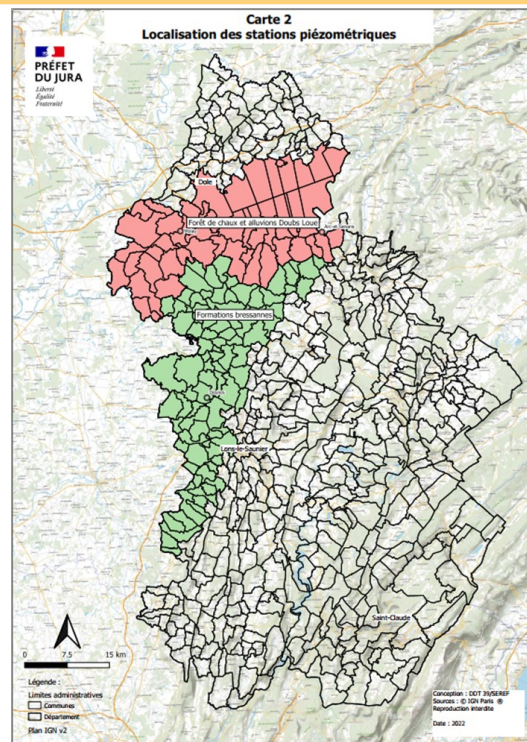 Carte 2
Localisation des stations piézométriques
PRÉFET
DU JURA
Liberté
Égalité
Fraternité
Dole
Forêt de chaux et alluvions Doubs Loue
Formations bressannes
Lons-le-Saunier
Saint-Claude
0 7.5 15 km
Légende :
Limites administratives
Communes
Département
Plan IGN v2
Conception : DDT 39/SEREF
Sources : © IGN Paris ®
Reproduction interdite
Date : 2022